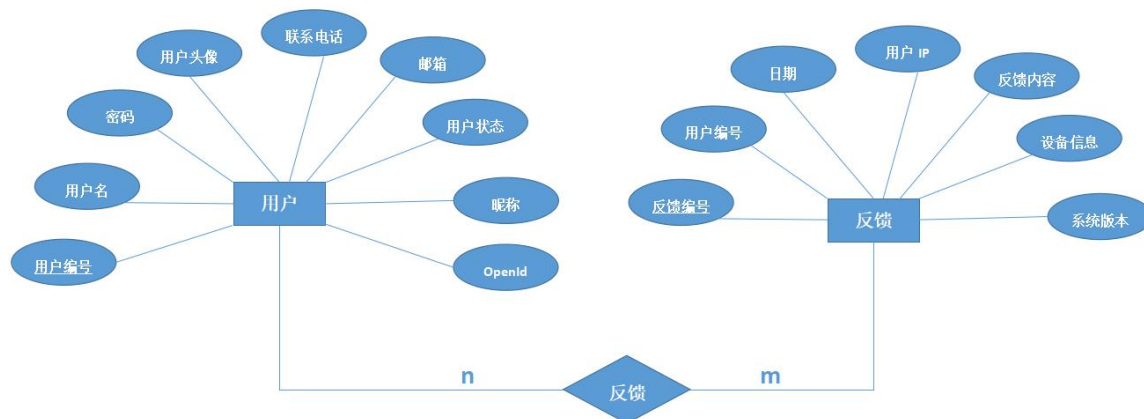 联系电话
用户 IP
用户头像
邮箱
日期
反馈内容
密码
用户状态
用户编号
设备信息
用户名
用户
昵称
反馈编号
反馈
系统版本
用户编号
OpenId
n
m
反馈